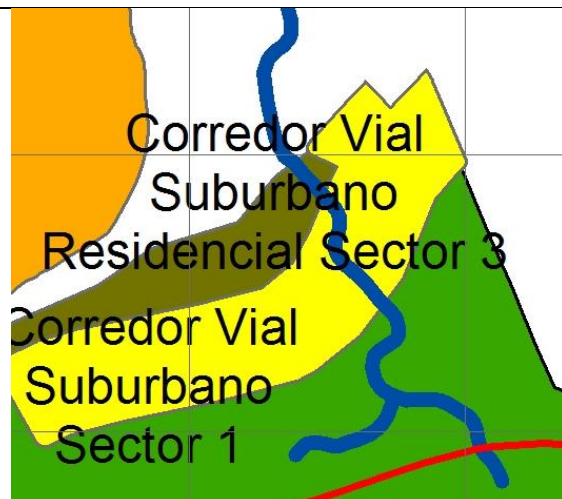 Corredor Vial
Suburbano
Residencial Sector 3
Corredor Vial
Suburbano
Sector 1